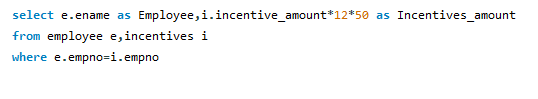 select e.ename as Employee,i.incentive_amount*12*50 as Incentives_amount
from employee e,incentives i
where e.empno=i.empno